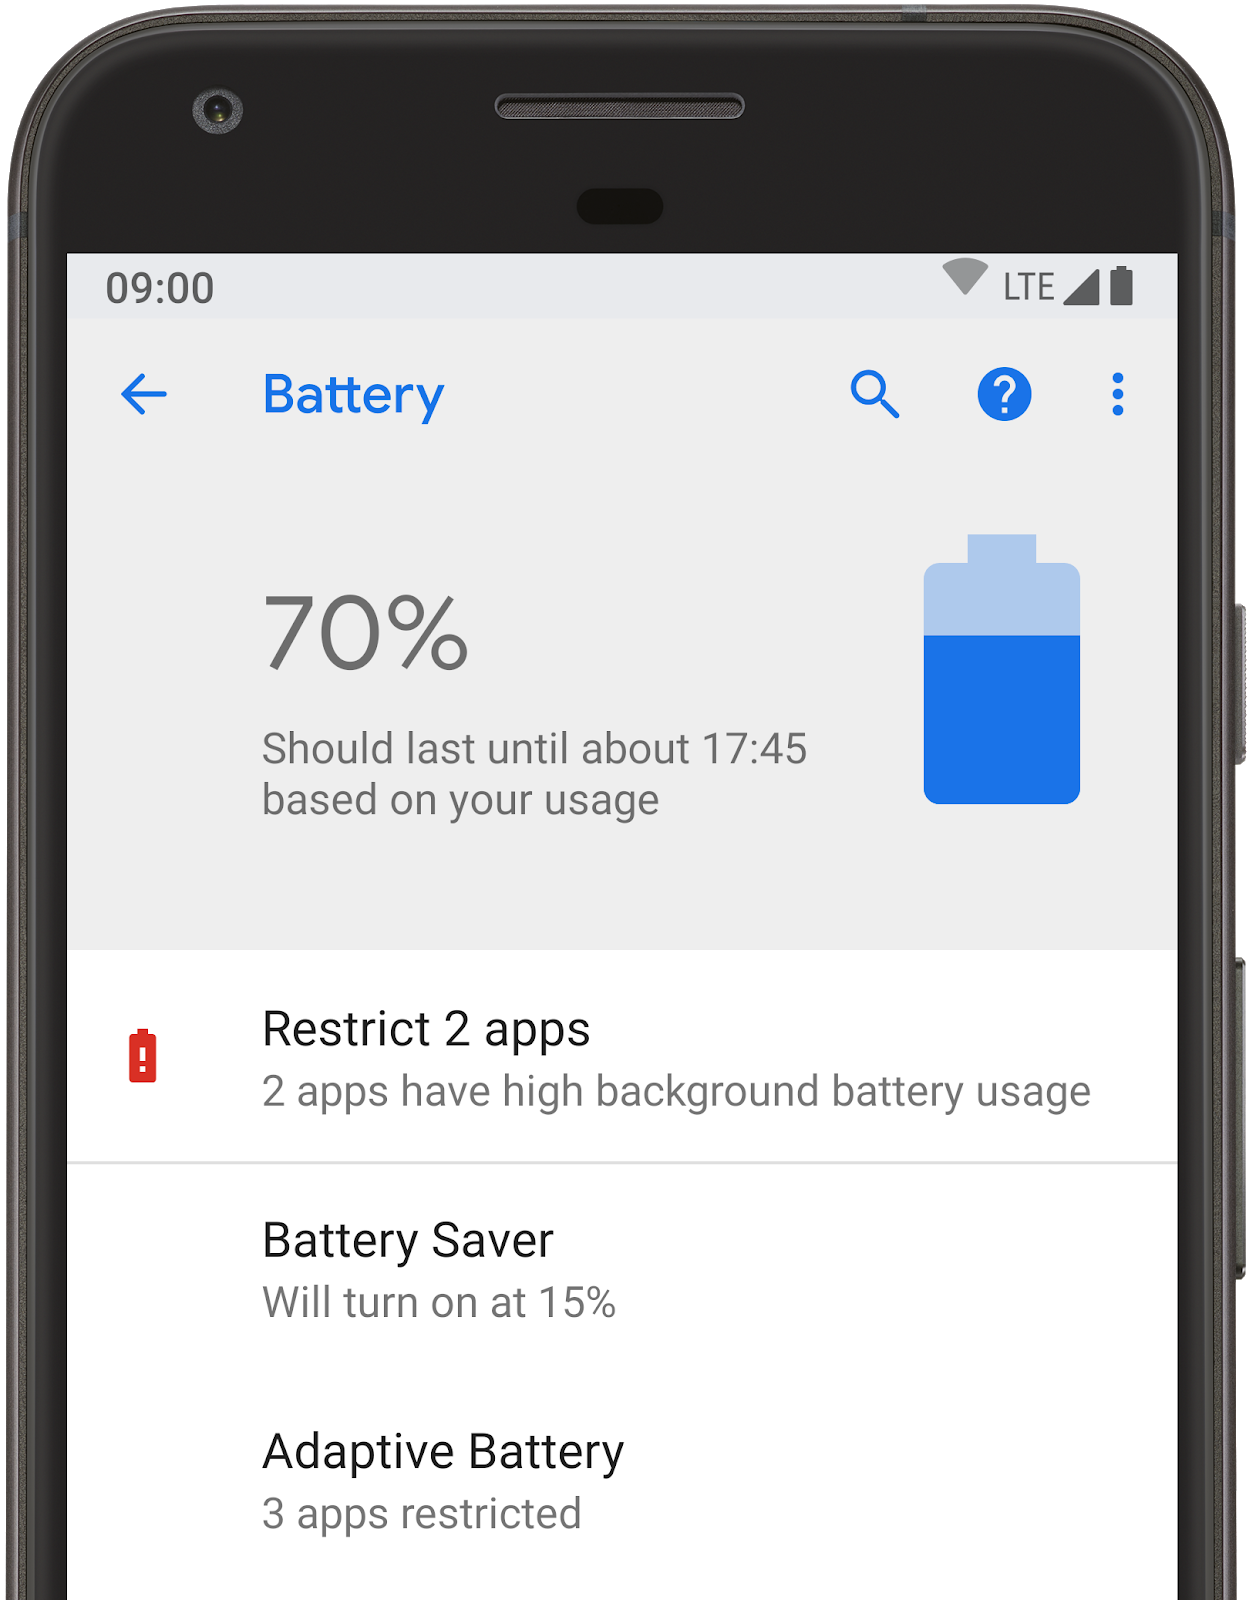 09:00 LTE
Battery
70%
Should last until about 17:45
based on your usage
Restrict 2 apps
2 apps have high background battery usage
Battery Saver
Will turn on at 15%
Adaptive Battery
3 apps restricted